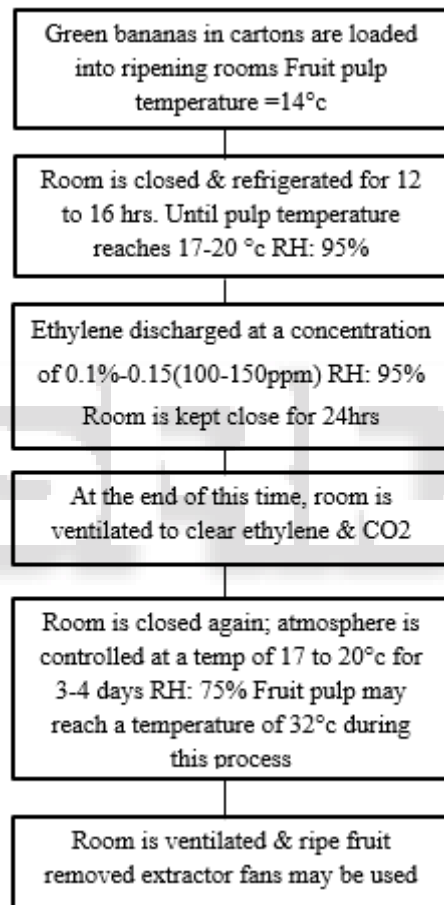 Green bananas in cartons are loaded
into ripening rooms Fruit pulp
temperature =14°c
Room is closed & refrigerated for 12
to 16 hrs. Until pulp temperature
reaches 17-20 °c RH: 95%
Ethylene discharged at a concentration
of 0.1%-0.15(100-150ppm) RH: 95%
Room is kept close for 24hrs
At the end of this time, room is
ventilated to clear ethylene & CO2
Room is closed again; atmosphere is
controlled at a temp of 17 to 20°c for
3-4 days RH: 75% Fruit pulp may
reach a temperature of 32°c during
this process
Room is ventilated & ripe fruit
removed extractor fans may be used